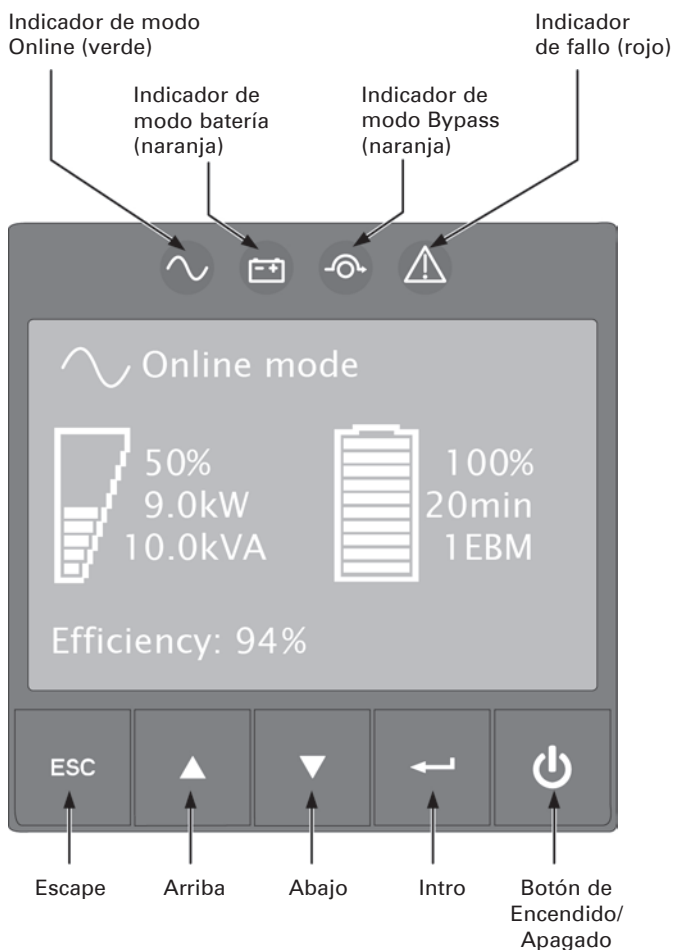 Indicador de modo
Online (verde)
Indicador
de fallo (rojo)
Indicador de
modo batería
(naranja)
Indicador de
modo Bypass
(naranja)
Online mode
50%
9.0kW
10.0kVA
100%
20min
1EBM
Efficiency: 94%
ESC
Escape
Arriba
Abajo
Intro
Botón de
Encendido/
Apagado